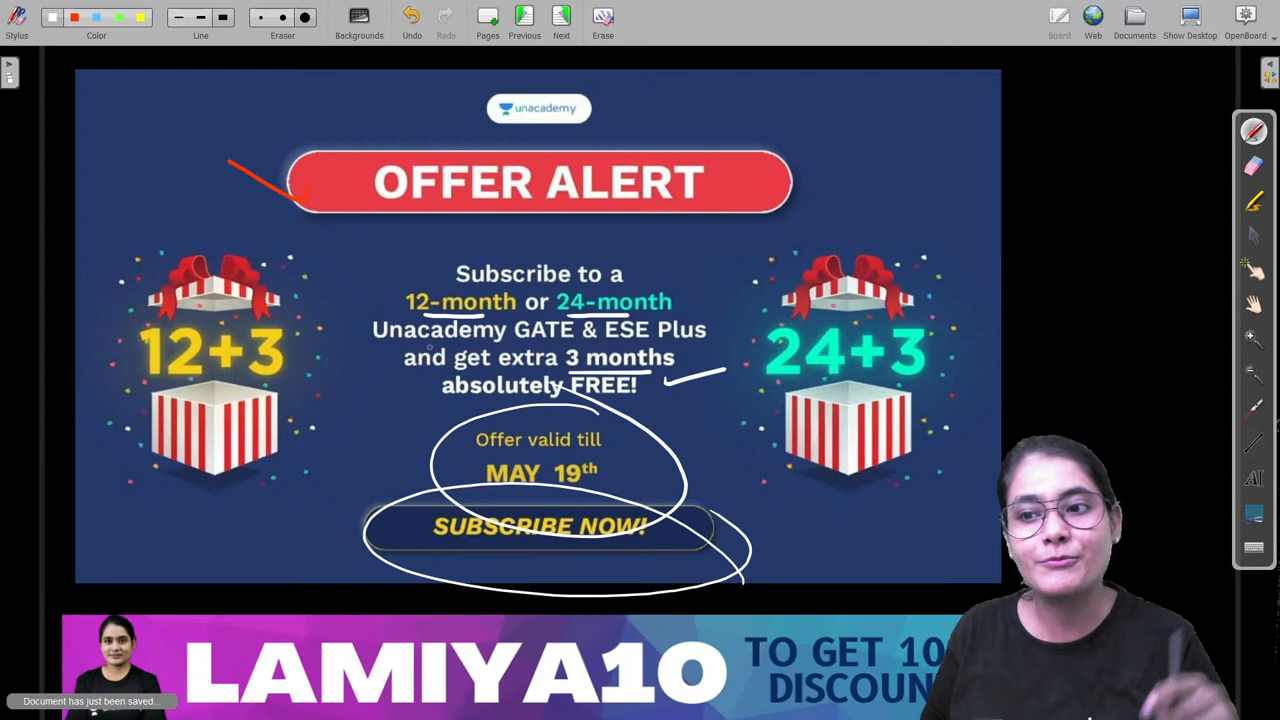 Stylus
Color
Line
Eraser
Backgrounds
Undo
Redo
Pages
Previous
Next
Erase
Board
Web
Documents
Show Desktop
OpenBoard
unacademy
OFFER ALERT
Subscribe to a
12-month or 24-month
Unacademy GATE & ESE Plus
and get extra 3 months
absolutely FREE!
12+3
24+3
Offer valid till
MAY 19th
SUBSCRIBE NOW!
LAMIYA10
TO GET 10
DISCOUN
Document has just been saved...
AI